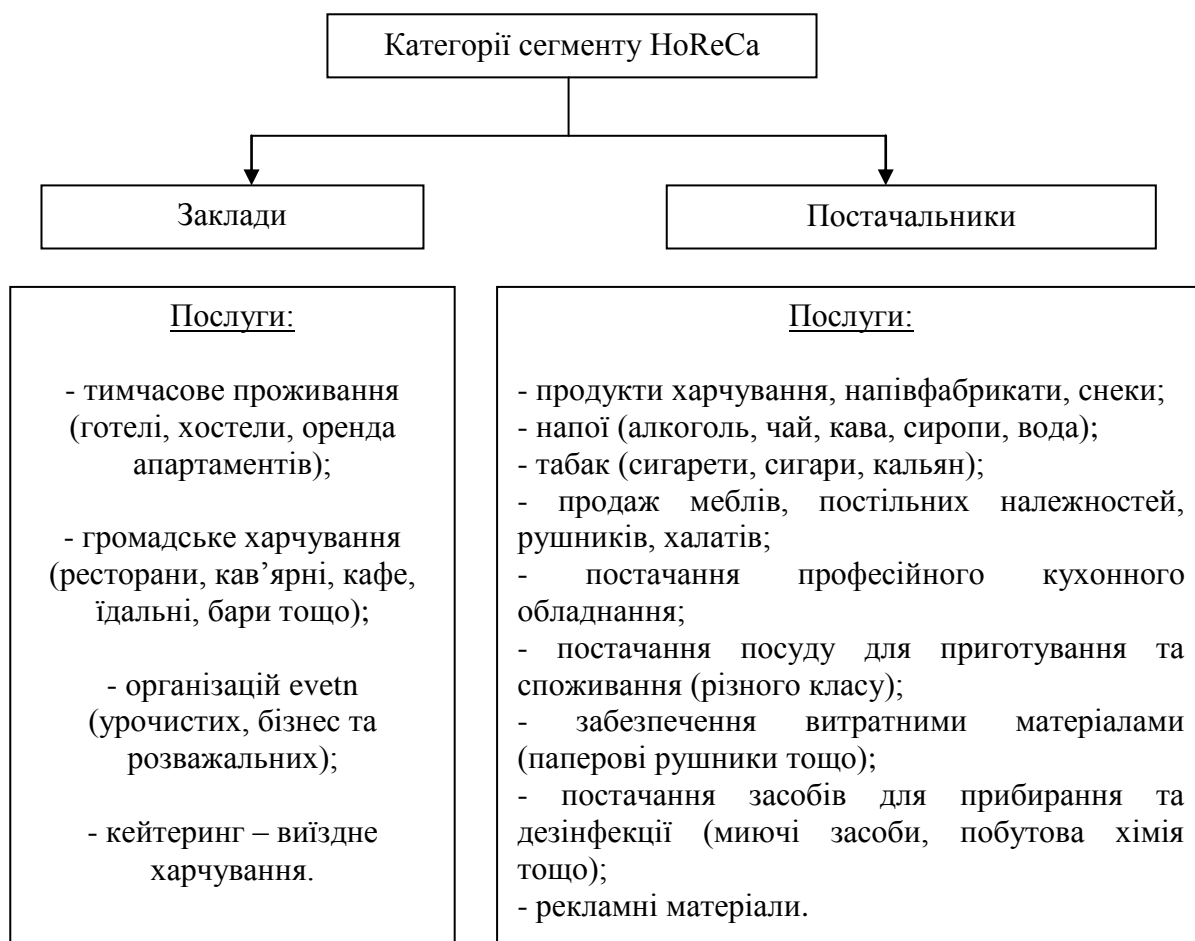 Категорії сегменту HoReCa
Заклади
Постачальники
Послуги:
- тимчасове проживання
(готелі, хостели, оренда
апартаментів);
- громадське харчування
(ресторани, кав’ярні, кафе,
їдальні, бари тощо);
- організацій evetn
(урочистих, бізнес та
розважальних);
- кейтеринг – виїздне
харчування.
Послуги:
- продукти харчування, напівфабрикати, снеки;
- напої (алкоголь, чай, кава, сиропи, вода);
- табак (сигарети, сигари, кальян);
- продаж меблів, постільних належностей,
рушників, халатів;
- постачання професійного кухонного
обладнання;
- постачання посуду для приготування та
споживання (різного класу);
- забезпечення витратними матеріалами
(паперові рушники тощо);
- постачання засобів для прибирання та
дезінфекції (миючі засоби, побутова хімія
тощо);
- рекламні матеріали.